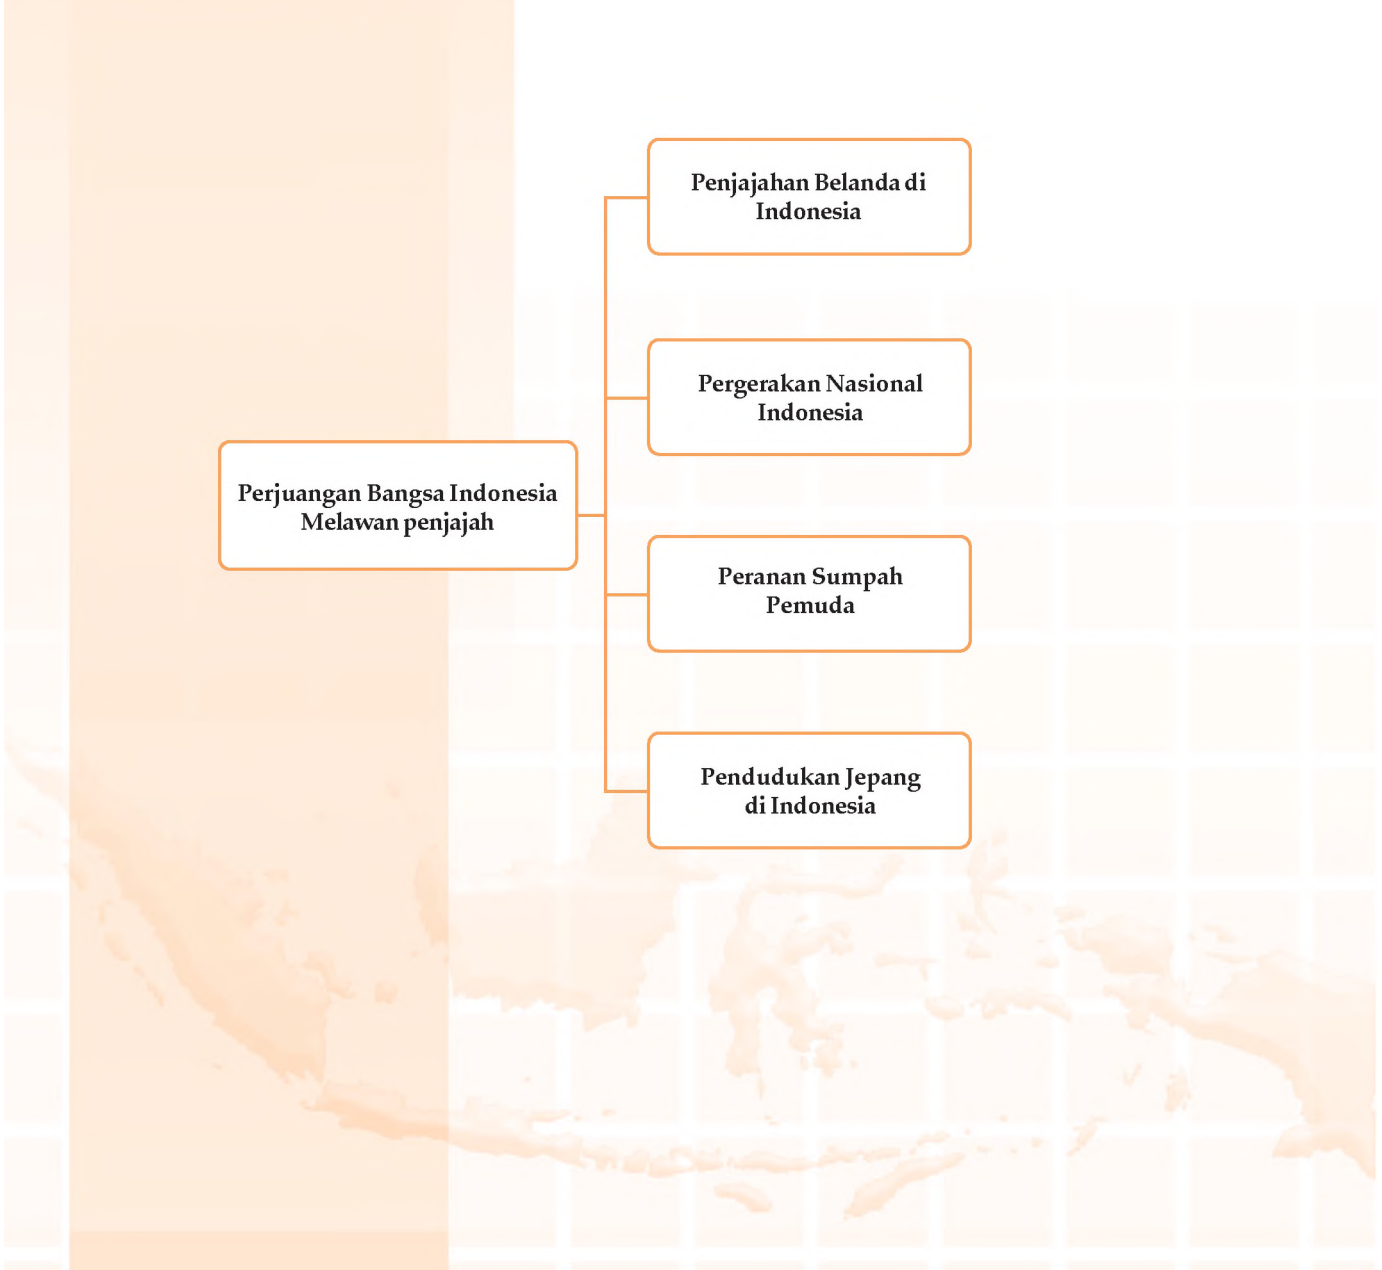 Penjajahan Belanda di
Indonesia
Pergerakan Nasional
Indonesia
Perjuangan Bangsa Indonesia
Melawan penjajah
Peranan Sumpah
Pemuda
Pendudukan Jepang
di Indonesia